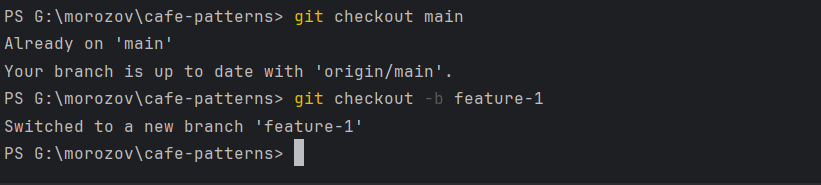 PS G:\morozov\cafe-patterns> git checkout main
Already on 'main'
Your branch is up to date with 'origin/main'.
PS G:\morozov\cafe-patterns> git checkout -b feature-1
Switched to a new branch 'feature-1'
PS G:\morozov\cafe-patterns>